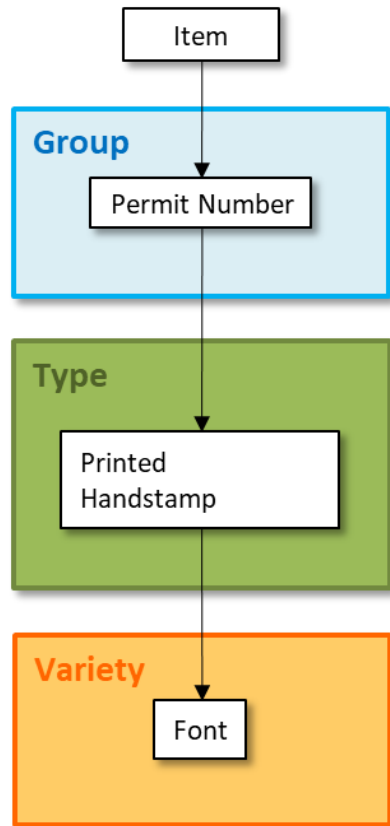 Item
Group
Permit Number
Type
Printed
Handstamp
Variety
Font